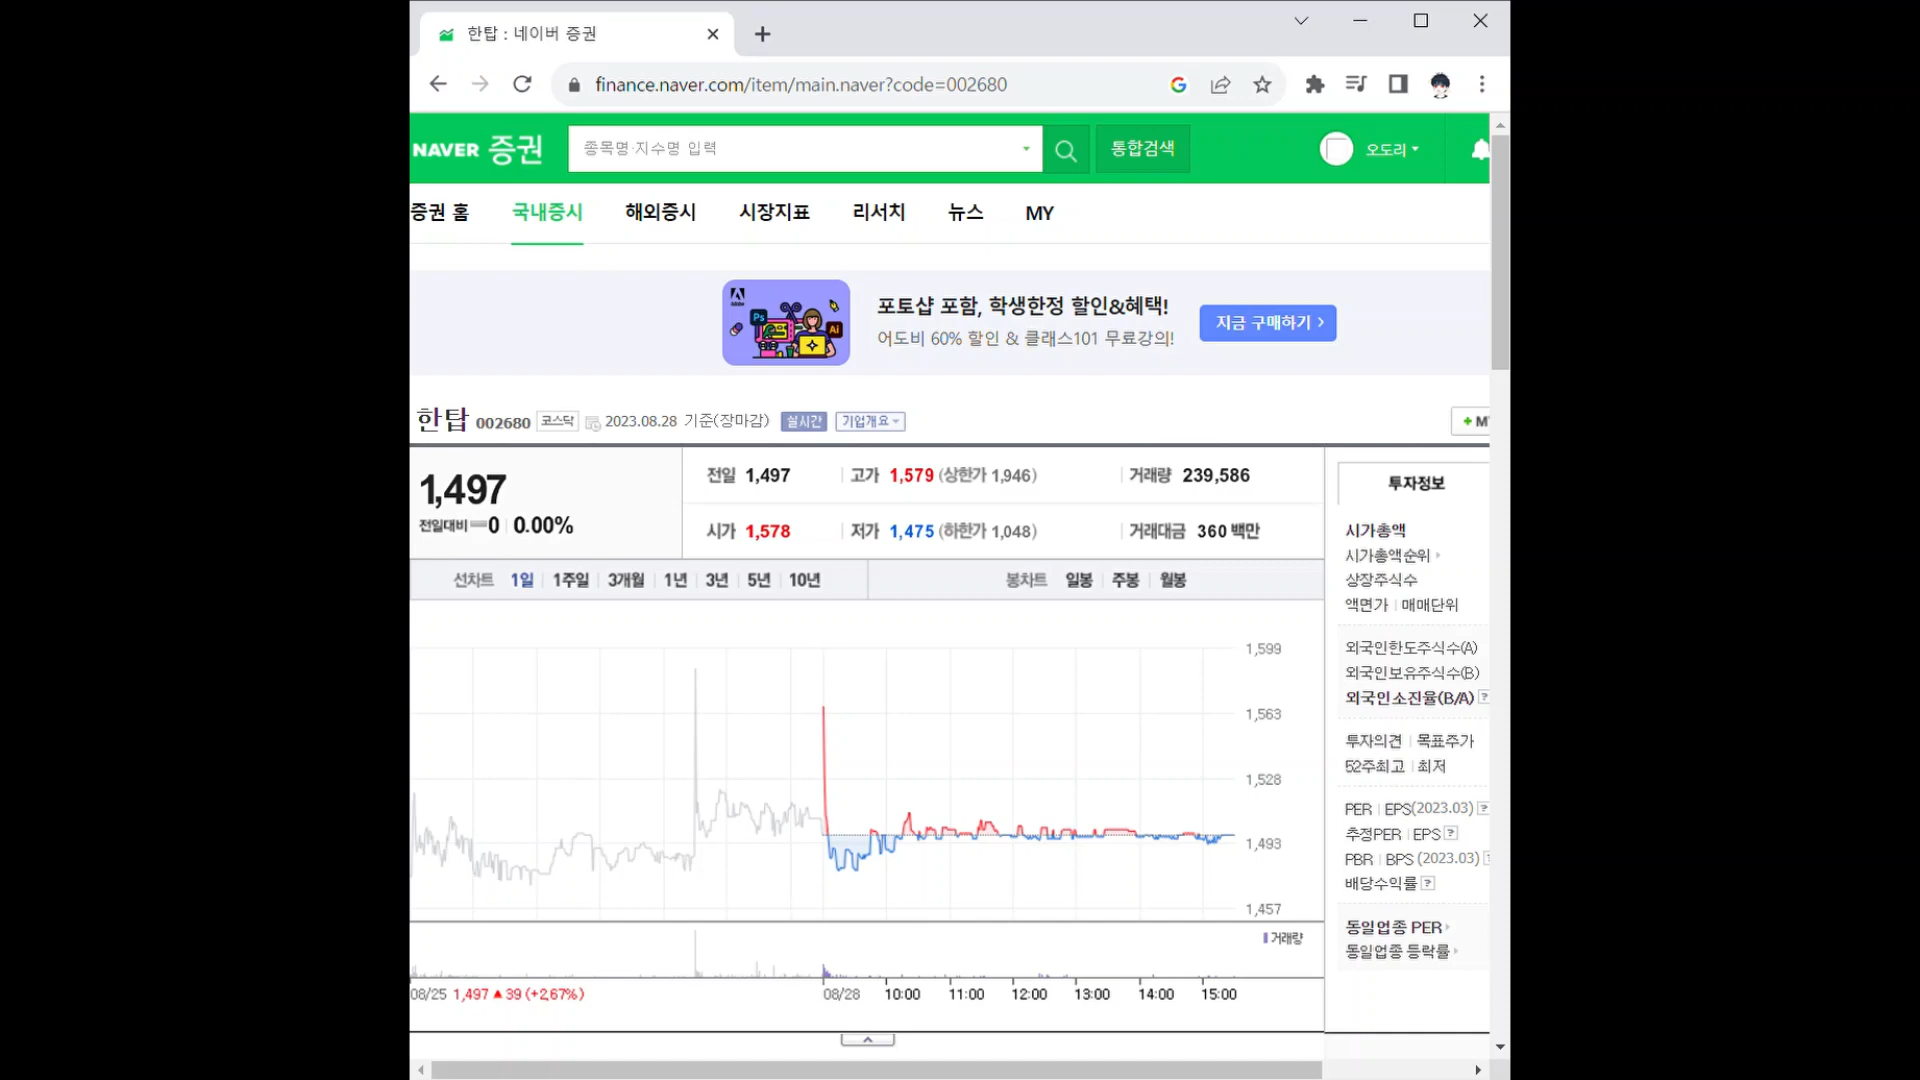 한탑 : 네이버 증권
finance.naver.com/item/main.naver?code=002680
NAVER 증권
종목명·지수명 입력
통합검색
오도리
증권 홈 국내증시 해외증시 시장지표 리서치 뉴스 MY
포토샵 포함, 학생한정 할인&혜택!
어도비 60% 할인 & 클래스101 무료강의!
지금 구매하기
Ps
Ai
한탑 002680 코스닥 2023.08.28 기준(장마감) 실시간 기업개요
+ M
1,497
전일대비 0 0.00%
전일 1,497 고가 1,579 (상한가 1,946) 거래량 239,586
시가 1,578 저가 1,475 (하한가 1,048) 거래대금 360 백만
선차트 1일 1주일 3개월 1년 3년 5년 10년 봉차트 일봉 주봉 월봉
1,599
1,563
1,528
1,493
1,457
거래량
08/25 1,497 ▲ 39 (+2.67%) 08/28 10:00 11:00 12:00 13:00 14:00 15:00
투자정보
시가총액
시가총액순위
상장주식수
액면가 매매단위
외국인한도주식수(A)
외국인보유주식수(B)
외국인소진율(B/A) ?
투자의견 목표주가
52주최고 최저
PER EPS(2023.03) ?
추정PER EPS ?
PBR BPS (2023.03) ?
배당수익률 ?
동일업종 PER
동일업종 등락률